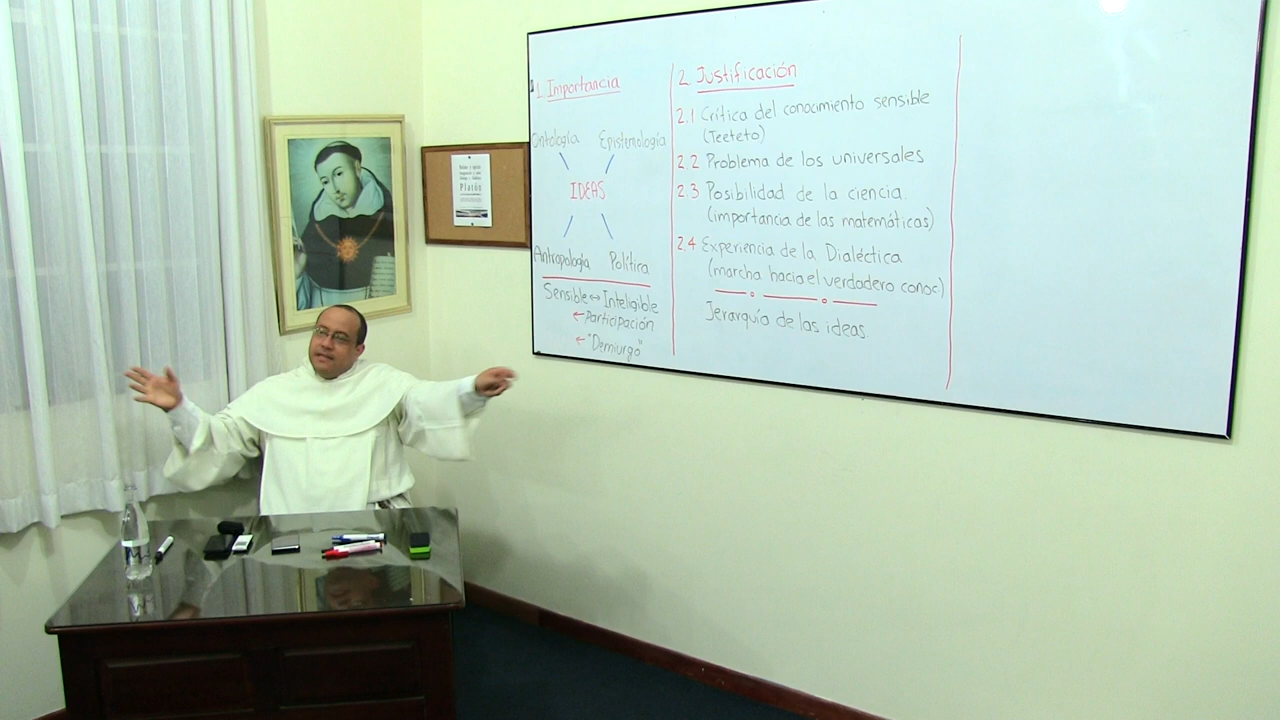 Platón
1. Importancia
Ontología Epistemología
IDEAS
Antropología Política
Sensible ↔ Inteligible
← Participación
← "Demiurgo"
2. Justificación
2.1 Crítica del conocimiento sensible
(Teeteto)
2.2 Problema de los universales
2.3 Posibilidad de la ciencia
(importancia de las matemáticas)
2.4 Experiencia de la Dialéctica
(marcha hacia el verdadero conoc)
Jerarquía de las ideas